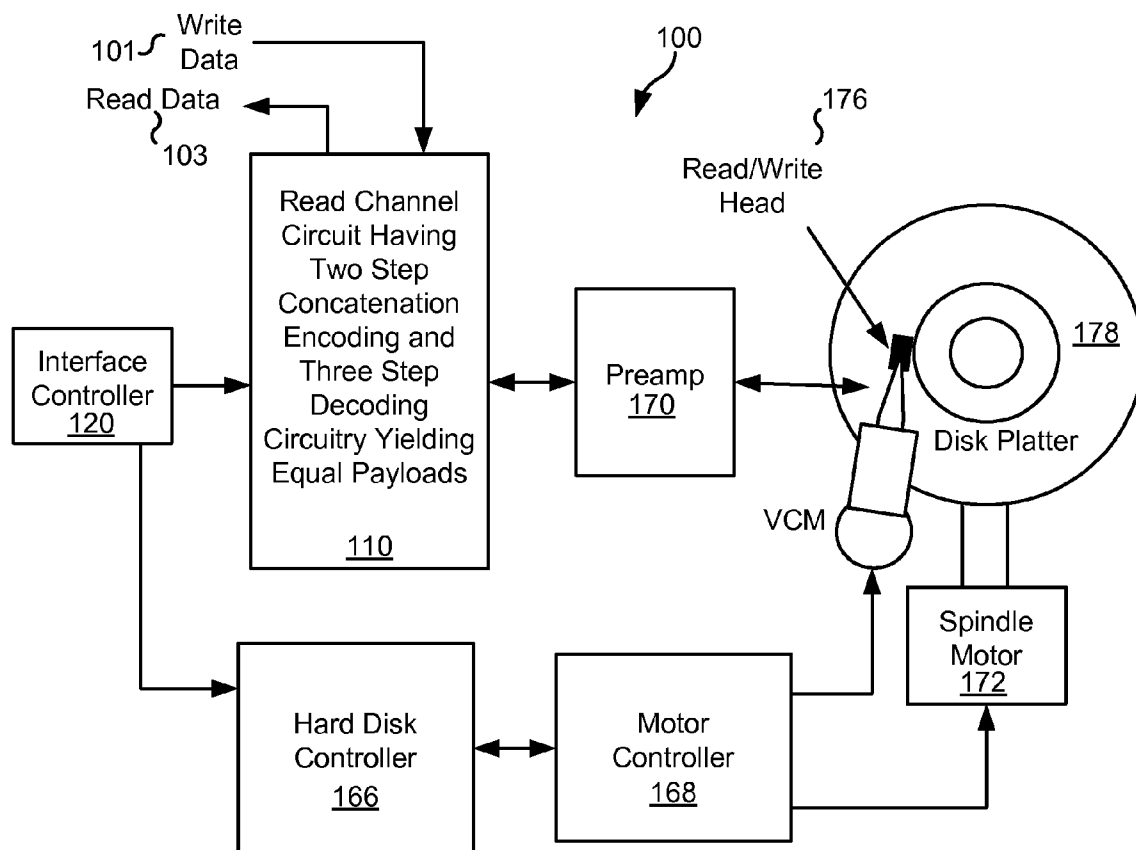 101
Write
Data
Read Data
103
100
176
Read/Write
Head
Read Channel
Circuit Having
Two Step
Concatenation
Encoding and
Three Step
Decoding
Circuitry Yielding
Equal Payloads
110
Interface
Controller
120
Preamp
170
178
Disk Platter
VCM
Spindle
Motor
172
Hard Disk
Controller
166
Motor
Controller
168